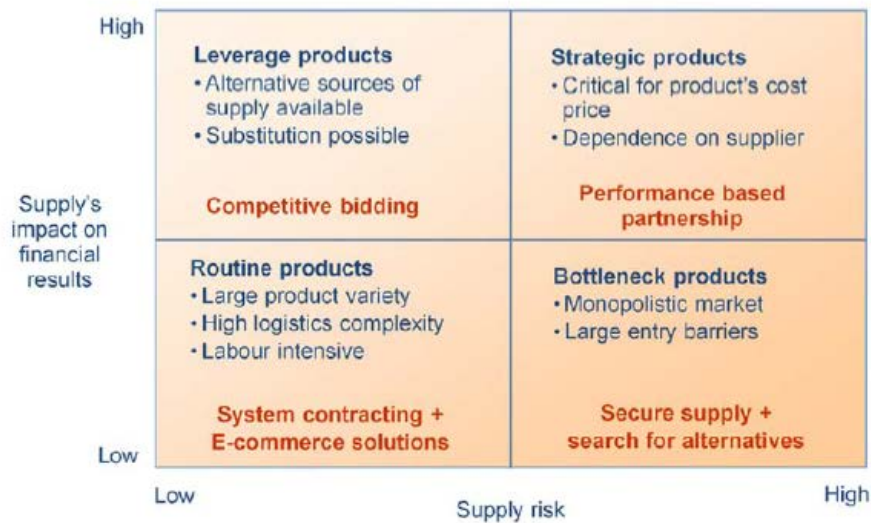 High
Leverage products
• Alternative sources of
supply available
• Substitution possible
Competitive bidding
Strategic products
• Critical for product's cost
price
• Dependence on supplier
Performance based
partnership
Supply's
impact on
financial
results
Routine products
• Large product variety
• High logistics complexity
• Labour intensive
System contracting +
E-commerce solutions
Bottleneck products
• Monopolistic market
• Large entry barriers
Secure supply +
search for alternatives
Low
Low
Supply risk
High